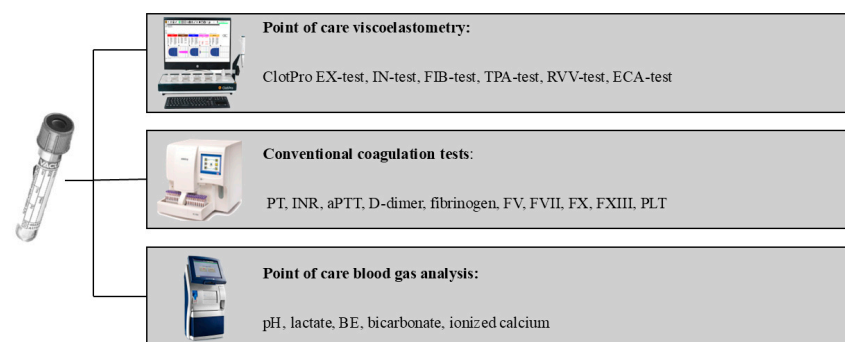 Point of care viscoelastometry:
ClotPro EX-test, IN-test, FIB-test, TPA-test, RVV-test, ECA-test
Conventional coagulation tests:
PT, INR, aPTT, D-dimer, fibrinogen, FV, FVII, FX, FXIII, PLT
Point of care blood gas analysis:
pH, lactate, BE, bicarbonate, ionized calcium